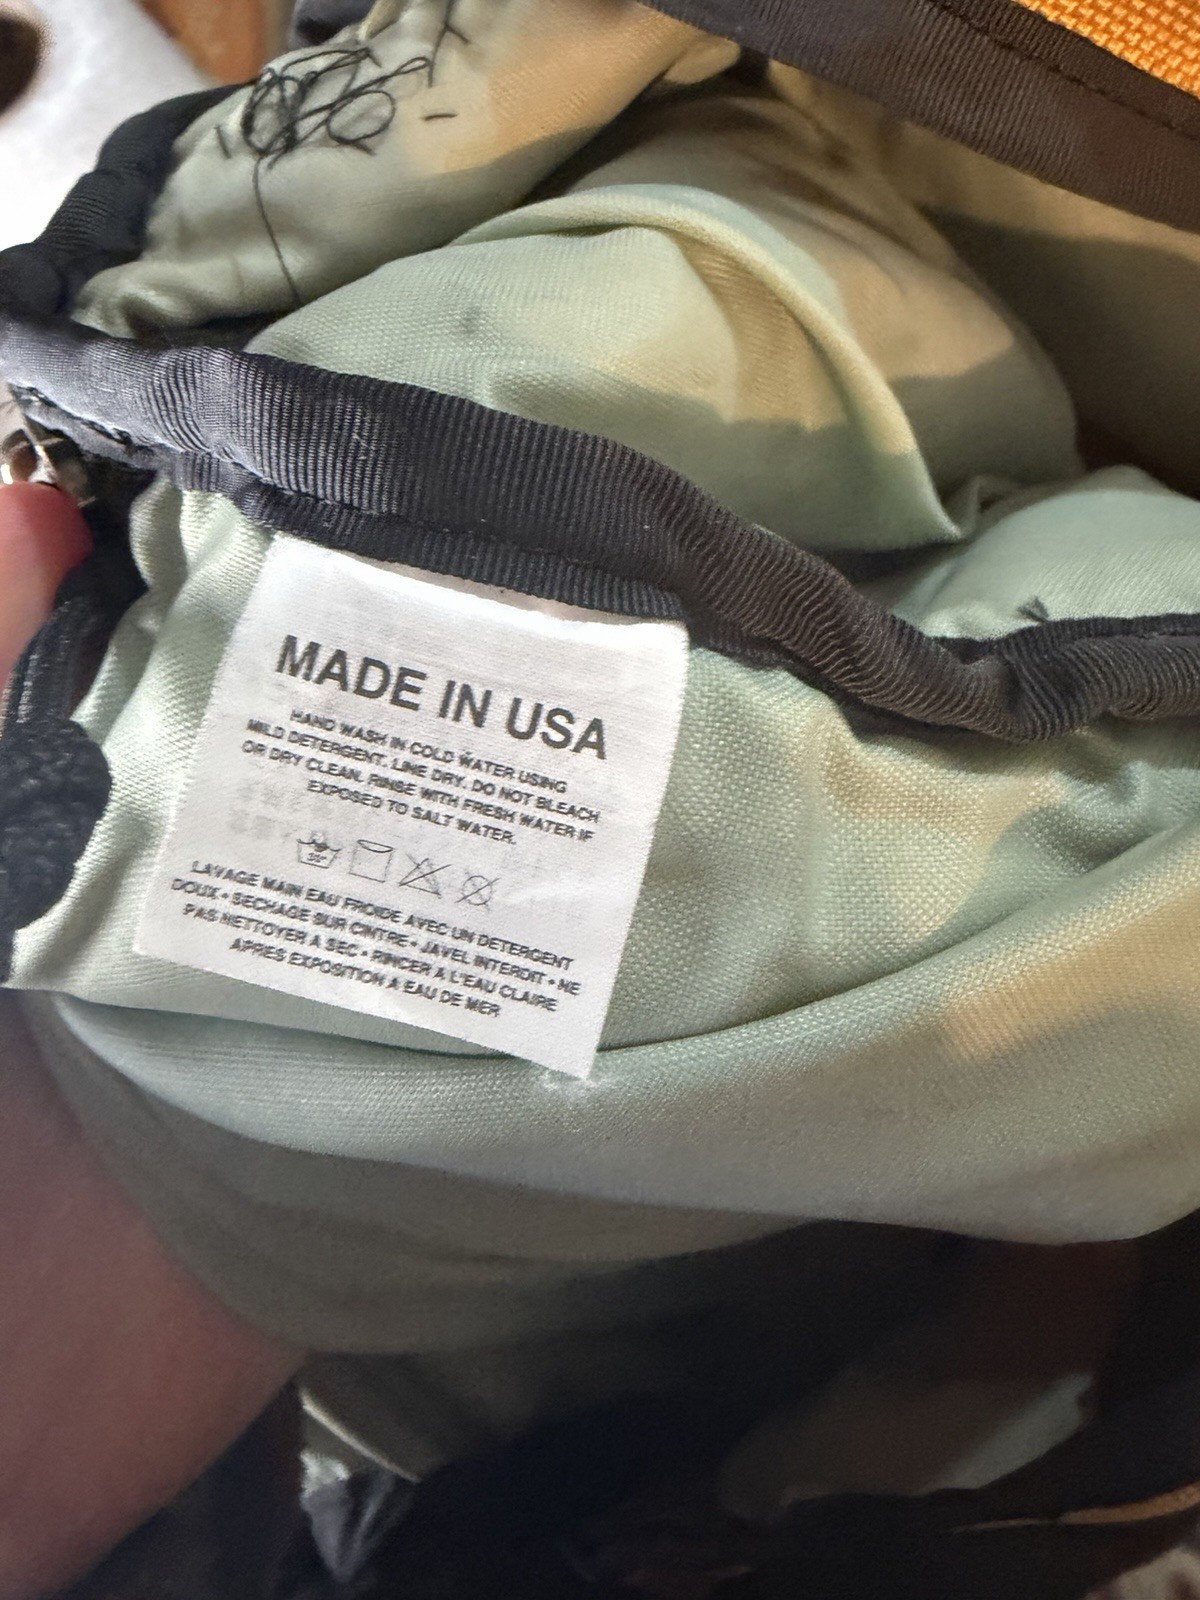 MADE IN USA
HAND WASH IN COLD WATER USING
MILD DETERGENT. LINE DRY. DO NOT BLEACH
OR DRY CLEAN. RINSE WITH FRESH WATER IF
EXPOSED TO SALT WATER.
30°
LAVAGE MAIN EAU FROIDE AVEC UN DETERGENT
DOUX • SECHAGE SUR CINTRE • JAVEL INTERDIT • NE
PAS NETTOYER A SEC • RINCER A L'EAU CLAIRE
APRES EXPOSITION A EAU DE MER